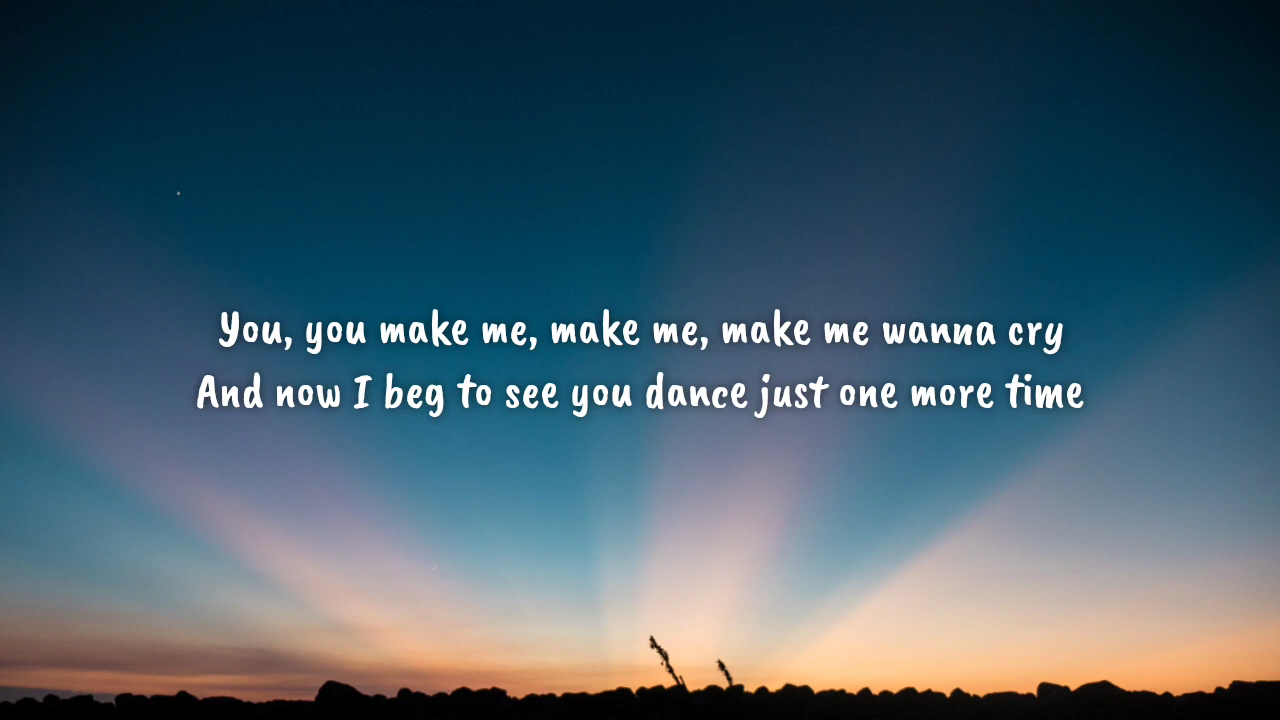 You, you make me, make me, make me wanna cry
And now I beg to see you dance just one more time